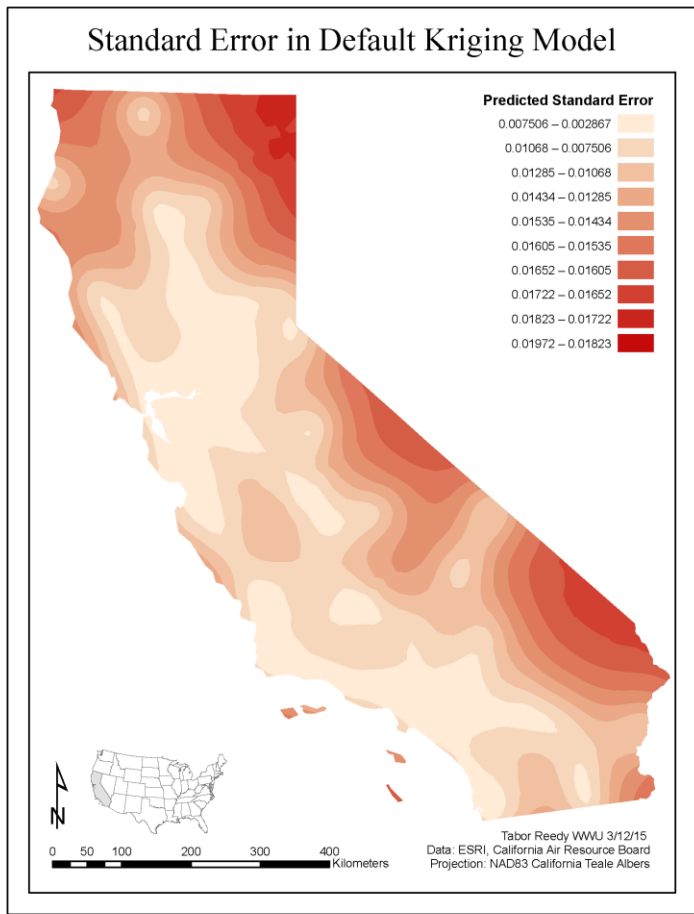 Standard Error in Default Kriging Model
Predicted Standard Error
0.007506 – 0.002867
0.01068 – 0.007506
0.01285 – 0.01068
0.01434 – 0.01285
0.01535 – 0.01434
0.01605 – 0.01535
0.01652 – 0.01605
0.01722 – 0.01652
0.01823 – 0.01722
0.01972 – 0.01823
N
0 50 100 200 300 400
Kilometers
Tabor Reedy WWU 3/12/15
Data: ESRI, California Air Resource Board
Projection: NAD83 California Teale Albers